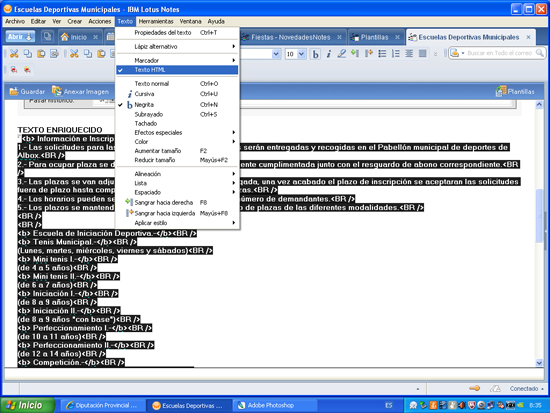 Escuelas Deportivas Municipales - IBM Lotus Notes
Archivo Editar Ver Crear Acciones Texto Herramientas Ventana Ayuda
Abrir Inicio Fiestas - NovedadesNotes Plantillas Escuelas Deportivas Municipales
10 Buscar en Todo el correo
Guardar Anexar Imagen Plantillas
Propiedades del texto Ctrl+T
Lápiz alternativo
Marcador
Texto HTML
Texto normal Ctrl+O
Cursiva Ctrl+U
Negrita Ctrl+N
Subrayado Ctrl+S
Tachado
Efectos especiales
Color
Aumentar tamaño F2
Reducir tamaño Mayús+F2
Alineación
Lista
Espaciado
Sangrar hacia derecha F8
Sangrar hacia izquierda Mayús+F8
Aplicar estilo
Pasar histórico:
TEXTO ENRIQUECIDO
<b> Información e Inscrip
1.- Las solicitudes para las serán entregadas y recogidas en el Pabellón municipal de deportes de
Albox.<BR />
2.- Para ocupar plaza se d mente cumplimentada junto con el resguardo de abono correspondiente.<BR
/>
3.- Las plazas se van adju gada, una vez acabado el plazo de inscripción se aceptaran las solicitudes
fuera de plazo hasta comp as.<BR />
4.- Los horarios pueden se número de demandantes.<BR />
5.- Los plazos se mantend o de plazas de las diferentes modalidades.<BR />
<BR />
<BR />
<b> Escuela de Iniciación Deportiva.-</b><BR />
<b> Tenis Municipal.-</b><BR />
(Lunes, martes, miércoles, viernes y sábados)<BR />
<b> Mini tenis I.-</b><BR />
(de 4 a 5 años)<BR />
<b> Mini tenis II.-</b><BR />
(de 6 a 7 años)<BR />
<b> Iniciación I.-</b><BR />
(de 8 a 9 años)<BR />
<b> Iniciación II.-</b><BR />
(de 8 a 9 años "con base")<BR />
<b> Perfeccionamiento I.-</b><BR />
(de 10 a 11 años)<BR />
<b> Perfeccionamiento II.-</b><BR />
(de 12 a 14 años)<BR />
<b> Competición.-</b><BR />
Conectado
Inicio Diputación Provincial ... Escuelas Deportivas ... Adobe Photoshop ES 8:35